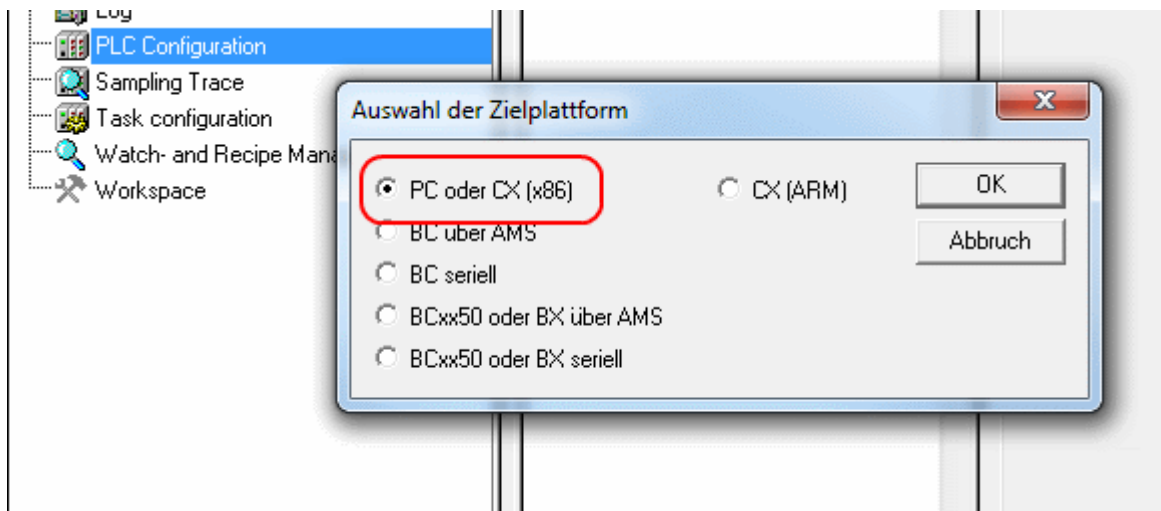 Log
PLC Configuration
Sampling Trace
Task configuration
Watch- and Recipe Mana
Workspace
Auswahl der Zielplattform
PC oder CX (x86)
CX (ARM)
OK
BC über AMS
Abbruch
BC seriell
BCxx50 oder BX über AMS
BCxx50 oder BX seriell